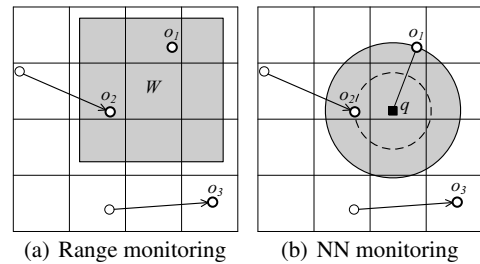 o1
o2
W
o3
o1
o2
q
o3
(a) Range monitoring
(b) NN monitoring